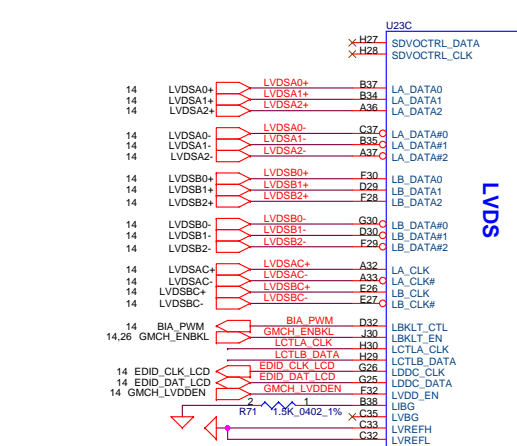 U23C
H27 SDVOCTRL_DATA
H28 SDVOCTRL_CLK
14 LVDSA0+ LVDSA0+ B37 LA_DATA0
14 LVDSA1+ LVDSA1+ B34 LA_DATA1
14 LVDSA2+ LVDSA2+ A36 LA_DATA2
14 LVDSA0- LVDSA0- C37 LA_DATA#0
14 LVDSA1- LVDSA1- B35 LA_DATA#1
14 LVDSA2- LVDSA2- A37 LA_DATA#2
14 LVDSB0+ LVDSB0+ F30 LB_DATA0
14 LVDSB1+ LVDSB1+ D29 LB_DATA1
14 LVDSB2+ LVDSB2+ F28 LB_DATA2
LVDS
14 LVDSB0- LVDSB0- G30 LB_DATA#0
14 LVDSB1- LVDSB1- D30 LB_DATA#1
14 LVDSB2- LVDSB2- F29 LB_DATA#2
14 LVDSAC+ LVDSAC+ A32 LA_CLK
14 LVDSAC- LVDSAC- A33 LA_CLK#
14 LVDSBC+ LVDSBC+ E26 LB_CLK
14 LVDSBC- LVDSBC- E27 LB_CLK#
14 BIA_PWM BIA_PWM D32 LBKLT_CTL
14,26 GMCH_ENBKL GMCH_ENBKL J30 LBKLT_EN
LCTLA_CLK H30 LCTLA_CLK
LCTLB_DATA H29 LCTLB_DATA
14 EDID_CLK_LCD EDID_CLK_LCD G26 LDDC_CLK
14 EDID_DAT_LCD EDID_DAT_LCD G25 LDDC_DATA
14 GMCH_LVDDEN GMCH_LVDDEN F32 LVDD_EN
2 1 B38 LIBG
R71 1.5K_0402_1% C35 LVBG
C33 LVREFH
C32 LVREFL